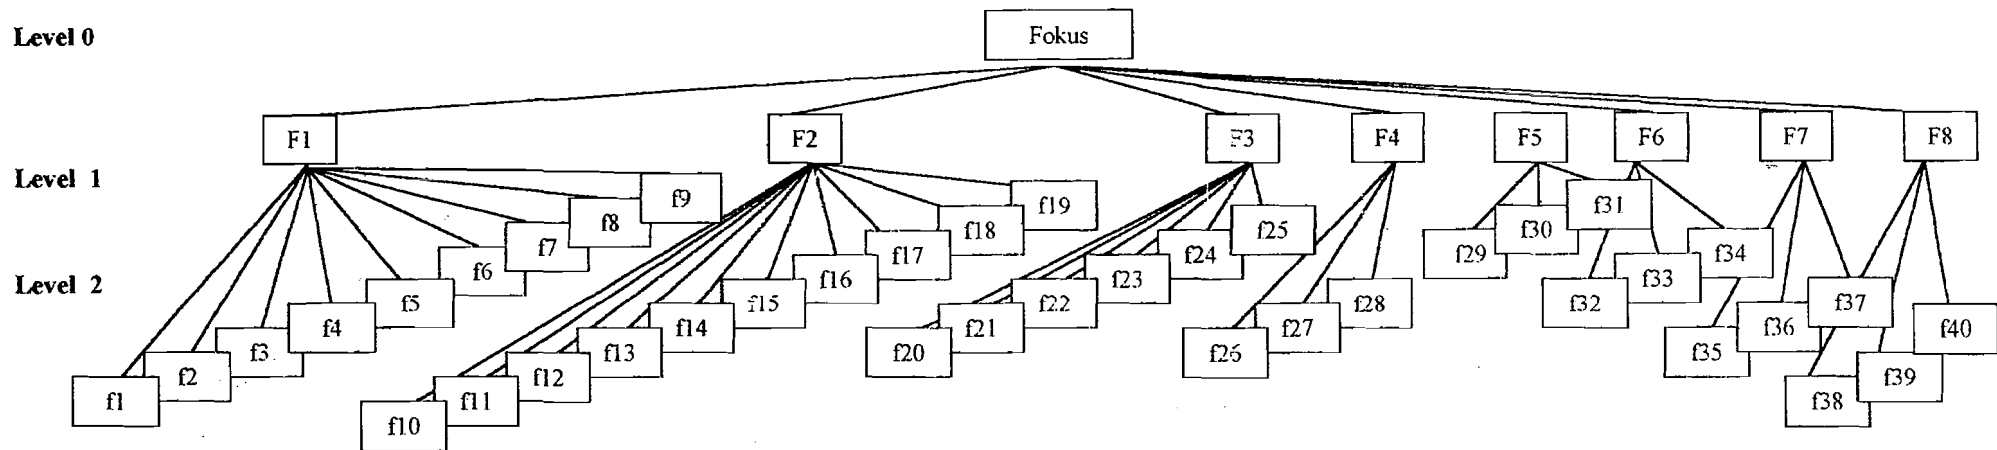 Level 0
Fokus
F1 F2 F3 F4 F5 F6 F7 F8
Level 1
Level 2
f1 f2 f3 f4 f5 f6 f7 f8 f9
f10 f11 f12 f13 f14 f15 f16 f17 f18 f19
f20 f21 f22 f23 f24 f25
f26 f27 f28
f29 f30 f31
f32 f33 f34
f35 f36 f37
f38 f39 f40